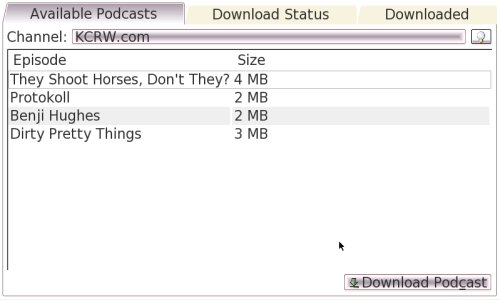 Available Podcasts Download Status Downloaded
Channel: KCRW.com
Episode Size
They Shoot Horses, Don't They? 4 MB
Protokoll 2 MB
Benji Hughes 2 MB
Dirty Pretty Things 3 MB
Download Podcast